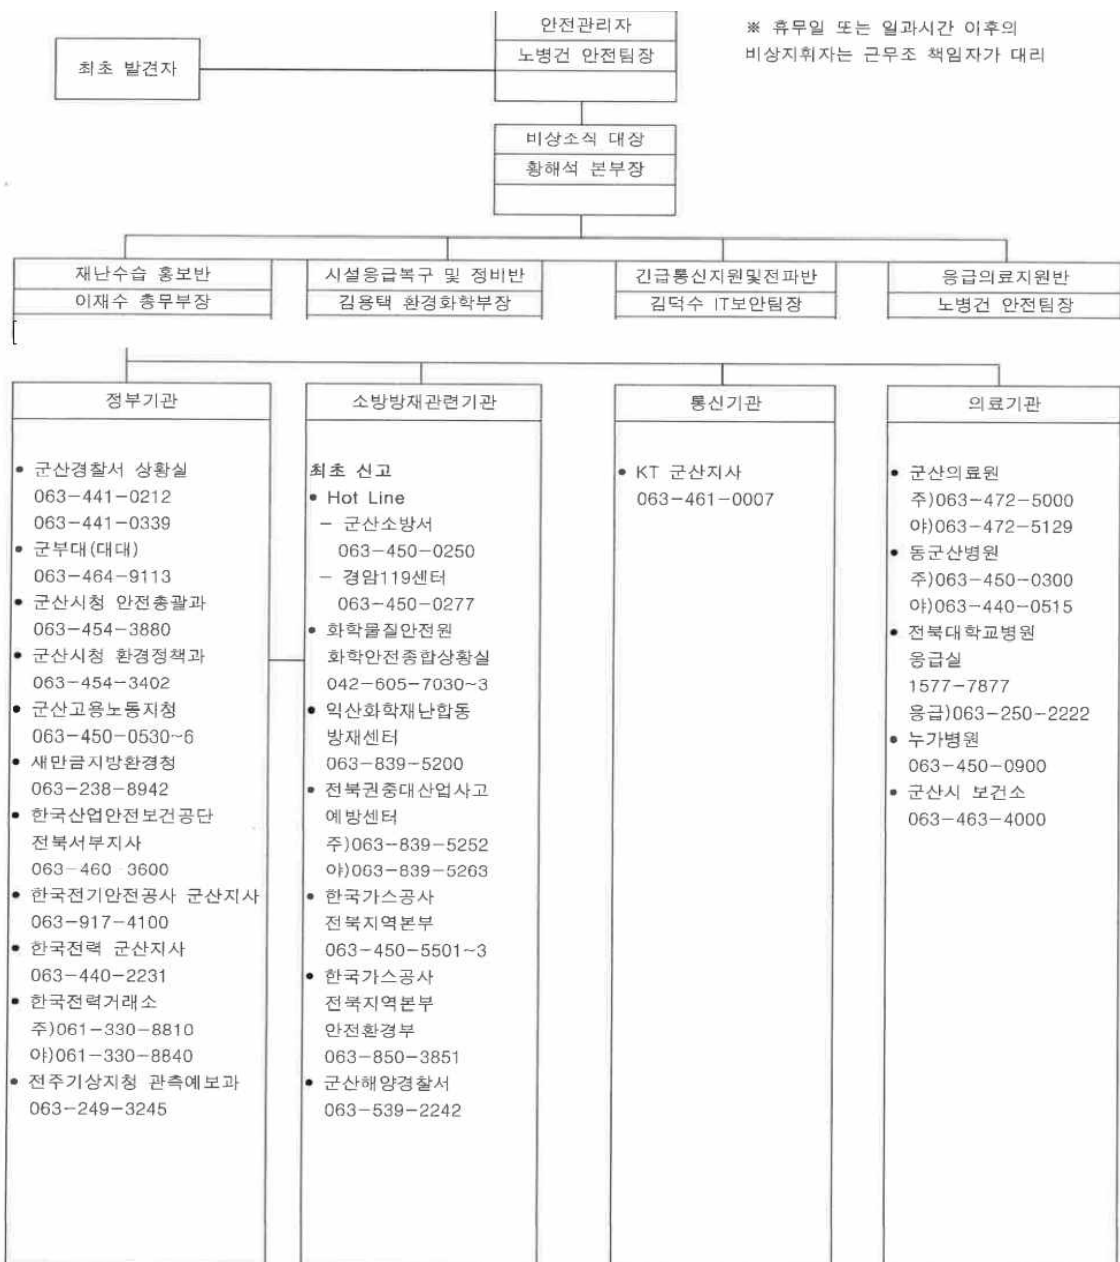 안전관리자
노병건 안전팀장
※ 휴무일 또는 일과시간 이후의
비상지휘자는 근무조 책임자가 대리
최초 발견자
비상조직 대장
황해석 본부장
재난수습 홍보반
이재수 총무부장
시설응급복구 및 정비반
김용택 환경화학부장
긴급통신지원및전파반
김덕수 IT보안팀장
응급의료지원반
노병건 안전팀장
정부기관
• 군산경찰서 상황실
063-441-0212
063-441-0339
• 군부대(대대)
063-464-9113
• 군산시청 안전총괄과
063-454-3880
• 군산시청 환경정책과
063-454-3402
• 군산고용노동지청
063-450-0530~6
• 새만금지방환경청
063-238-8942
• 한국산업안전보건공단
전북서부지사
063-460-3600
• 한국전기안전공사 군산지사
063-917-4100
• 한국전력 군산지사
063-440-2231
• 한국전력거래소
주)061-330-8810
야)061-330-8840
• 전주기상지청 관측예보과
063-249-3245
소방방재관련기관
최초 신고
• Hot Line
- 군산소방서
063-450-0250
- 경암119센터
063-450-0277
• 화학물질안전원
화학안전종합상황실
042-605-7030~3
• 익산화학재난합동
방재센터
063-839-5200
• 전북권중대산업사고
예방센터
주)063-839-5252
야)063-839-5263
• 한국가스공사
전북지역본부
063-450-5501~3
• 한국가스공사
전북지역본부
안전환경부
063-850-3851
• 군산해양경찰서
063-539-2242
통신기관
• KT 군산지사
063-461-0007
의료기관
• 군산의료원
주)063-472-5000
야)063-472-5129
• 동군산병원
주)063-450-0300
야)063-440-0515
• 전북대학교병원
응급실
1577-7877
응급)063-250-2222
• 누가병원
063-450-0900
• 군산시 보건소
063-463-4000